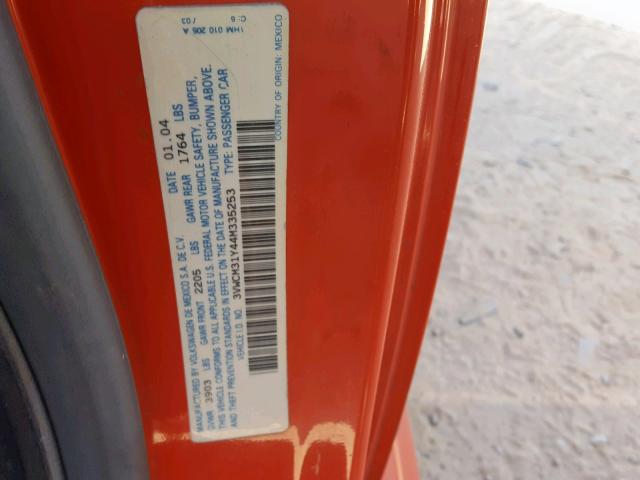 MANUFACTURED BY VOLKSWAGEN DE MEXICO S.A. DE C.V. DATE 01.04
GVWR 3903 LBS GAWR FRONT 2205 LBS GAWR REAR 1764 LBS
THIS VEHICLE CONFORMS TO ALL APPLICABLE U.S. FEDERAL MOTOR VEHICLE SAFETY, BUMPER,
AND THEFT PREVENTION STANDARDS IN EFFECT ON THE DATE OF MANUFACTURE SHOWN ABOVE.
VEHICLE I.D. NO. 3VWCM31Y44M335253 TYPE: PASSENGER CAR
COUNTRY OF ORIGIN: MEXICO
1HM 010 206 A
C: 6
/ 03